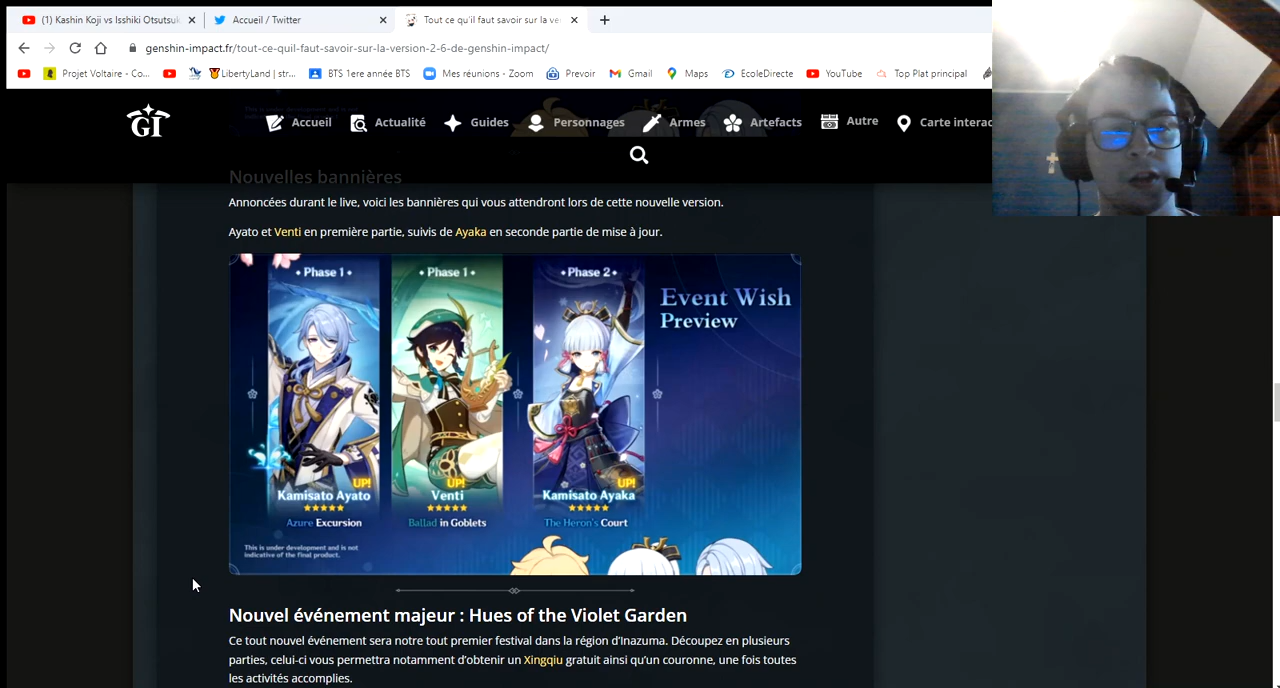 (1) Kashin Koji vs Isshiki Otsutsuk
Accueil / Twitter
Tout ce qu'il faut savoir sur la ve
genshin-impact.fr/tout-ce-quil-faut-savoir-sur-la-version-2-6-de-genshin-impact/
Projet Voltaire - Co...
LibertyLand | str...
BTS 1ere année BTS
Mes réunions - Zoom
Prevoir
Gmail
Maps
EcoleDirecte
YouTube
Top Plat principal
GI
Accueil
Actualité
Guides
Personnages
Armes
Artefacts
Autre
Carte interac
Nouvelles bannières
Annoncées durant le live, voici les bannières qui vous attendront lors de cette nouvelle version.
Ayato et Venti en première partie, suivis de Ayaka en seconde partie de mise à jour.
Phase 1
Phase 1
Phase 2
Event Wish
Preview
UP!
Kamisato Ayato
Azure Excursion
UP!
Venti
Ballad in Goblets
UP!
Kamisato Ayaka
The Heron's Court
This is under development and is not
indicative of the final product.
Nouvel événement majeur : Hues of the Violet Garden
Ce tout nouvel événement sera notre tout premier festival dans la région d'Inazuma. Découpez en plusieurs
parties, celui-ci vous permettra notamment d'obtenir un Xingqiu gratuit ainsi qu'un couronne, une fois toutes
les activités accomplies.